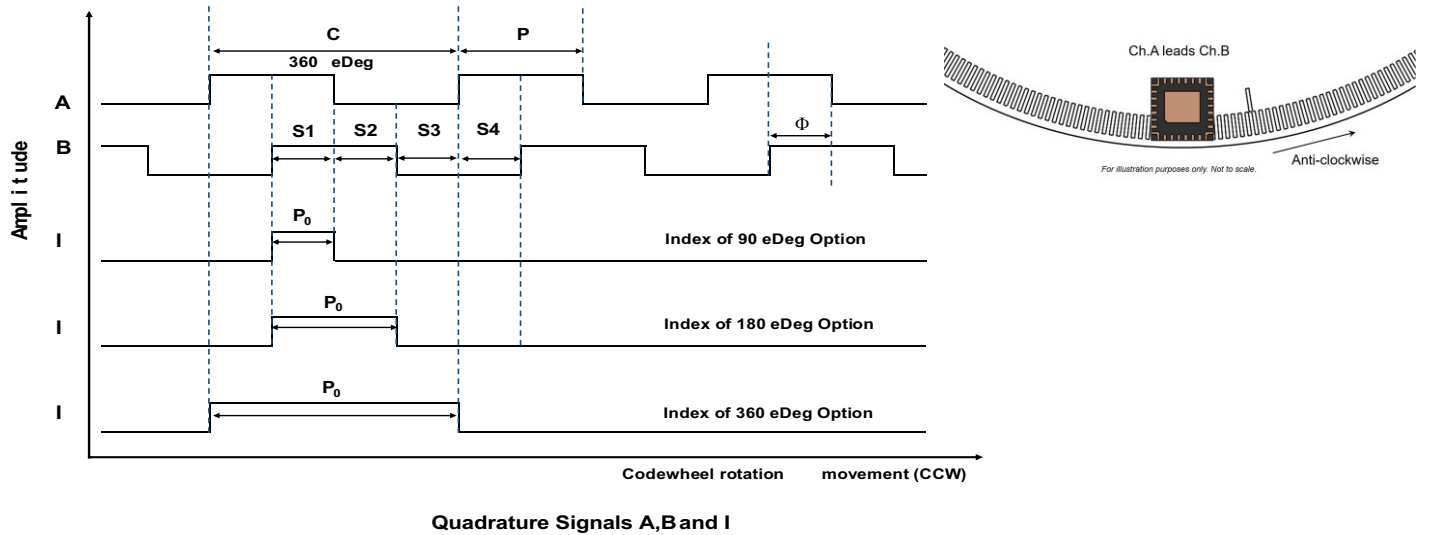 C
P
360 eDeg
A
S1 S2 S3 S4
B
Φ
P0
I
Index of 90 eDeg Option
P0
I
Index of 180 eDeg Option
P0
I
Index of 360 eDeg Option
Amplitude
Codewheel rotation movement (CCW)
Quadrature Signals A,B and I
Ch.A leads Ch.B
Anti-clockwise
For illustration purposes only. Not to scale.